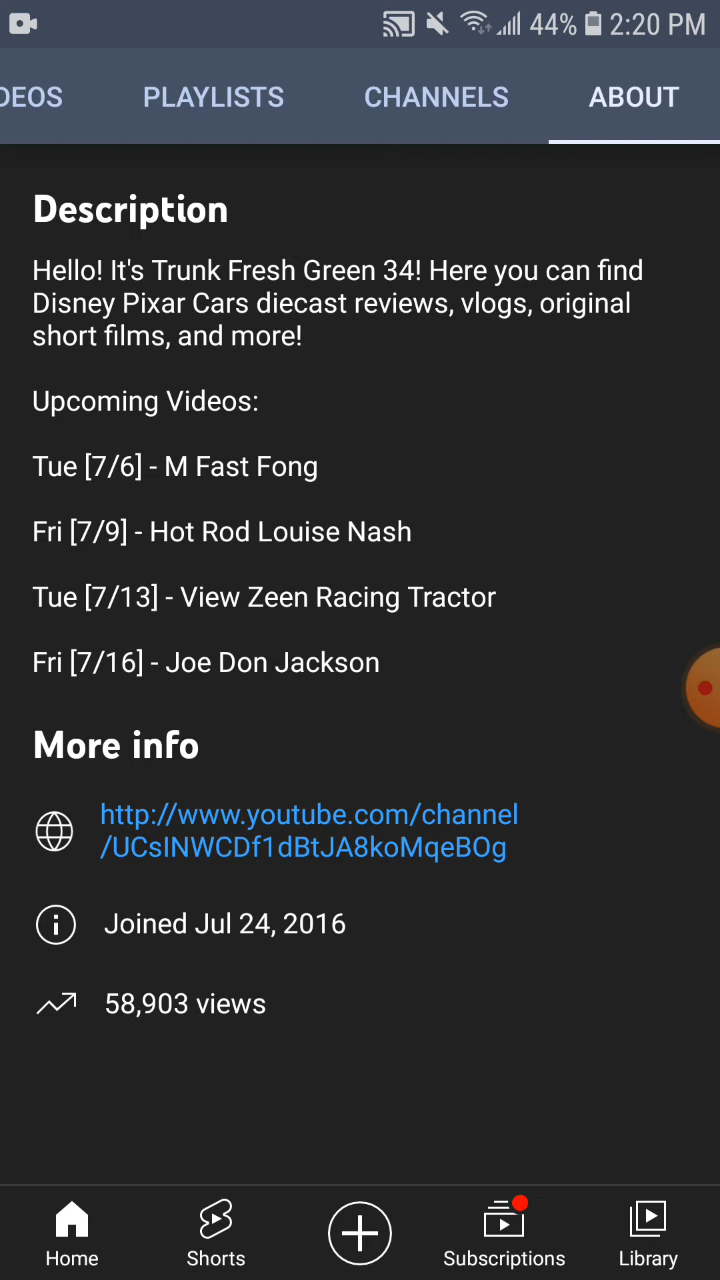 44% 2:20 PM
DEOS PLAYLISTS CHANNELS ABOUT
Description
Hello! It's Trunk Fresh Green 34! Here you can find
Disney Pixar Cars diecast reviews, vlogs, original
short films, and more!
Upcoming Videos:
Tue [7/6] - M Fast Fong
Fri [7/9] - Hot Rod Louise Nash
Tue [7/13] - View Zeen Racing Tractor
Fri [7/16] - Joe Don Jackson
More info
http://www.youtube.com/channel
/UCsINWCDf1dBtJA8koMqeBOg
Joined Jul 24, 2016
58,903 views
Home Shorts Subscriptions Library